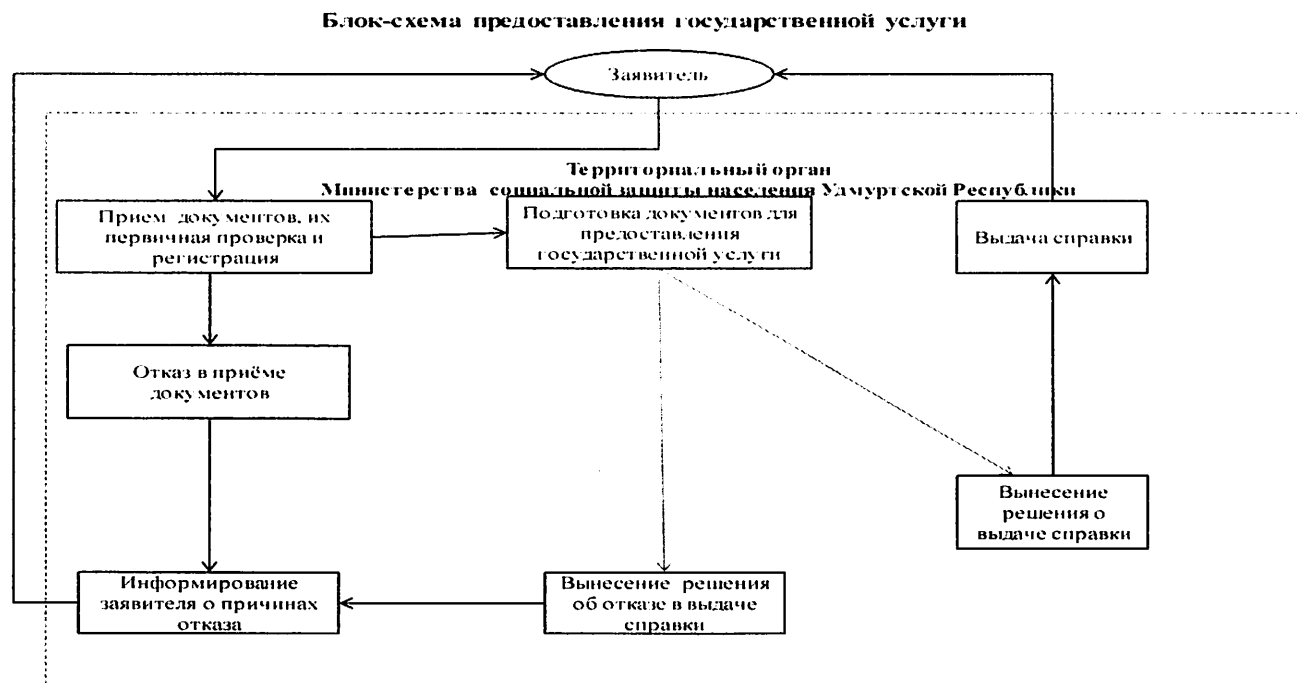 Блок-схема предоставления государственной услуги
Заявитель
Территориальный орган
Министерства социальной защиты населения Удмуртской Республики
Прием документов, их
первичная проверка и
регистрация
Подготовка документов для
предоставления
государственной услуги
Выдача справки
Отказ в приёме
документов
Вынесение
решения о
выдаче справки
Информирование
заявителя о причинах
отказа
Вынесение решения
об отказе в выдаче
справки